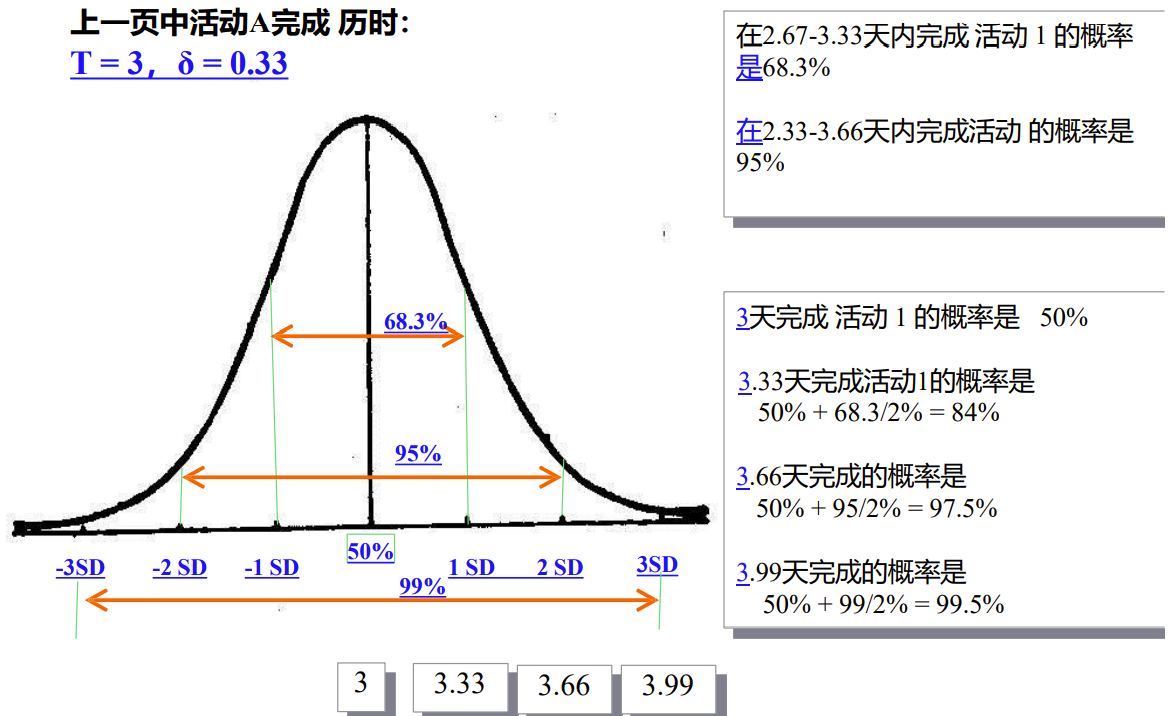 上一页中活动A完成 历时：
T = 3，δ = 0.33
在2.67-3.33天内完成 活动 1 的概率
是68.3%
在2.33-3.66天内完成活动 的概率是
95%
68.3%
95%
-3SD -2 SD -1 SD 50% 1 SD 2 SD 3SD
99%
3天完成 活动 1 的概率是 50%
3.33天完成活动1的概率是
50% + 68.3/2% = 84%
3.66天完成的概率是
50% + 95/2% = 97.5%
3.99天完成的概率是
50% + 99/2% = 99.5%
3 3.33 3.66 3.99